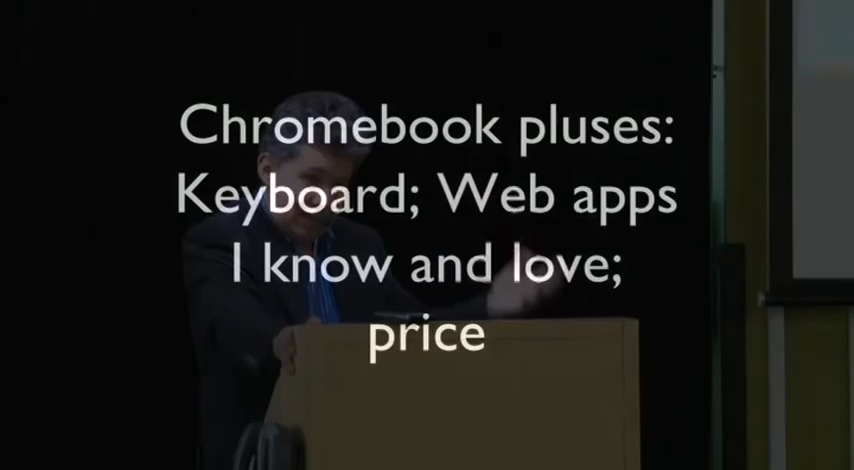 Chromebook pluses:
Keyboard; Web apps
I know and love;
price